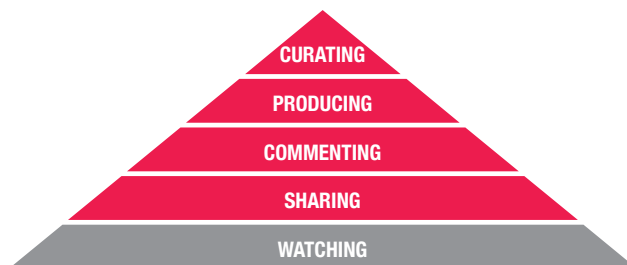 CURATING
PRODUCING
COMMENTING
SHARING
WATCHING